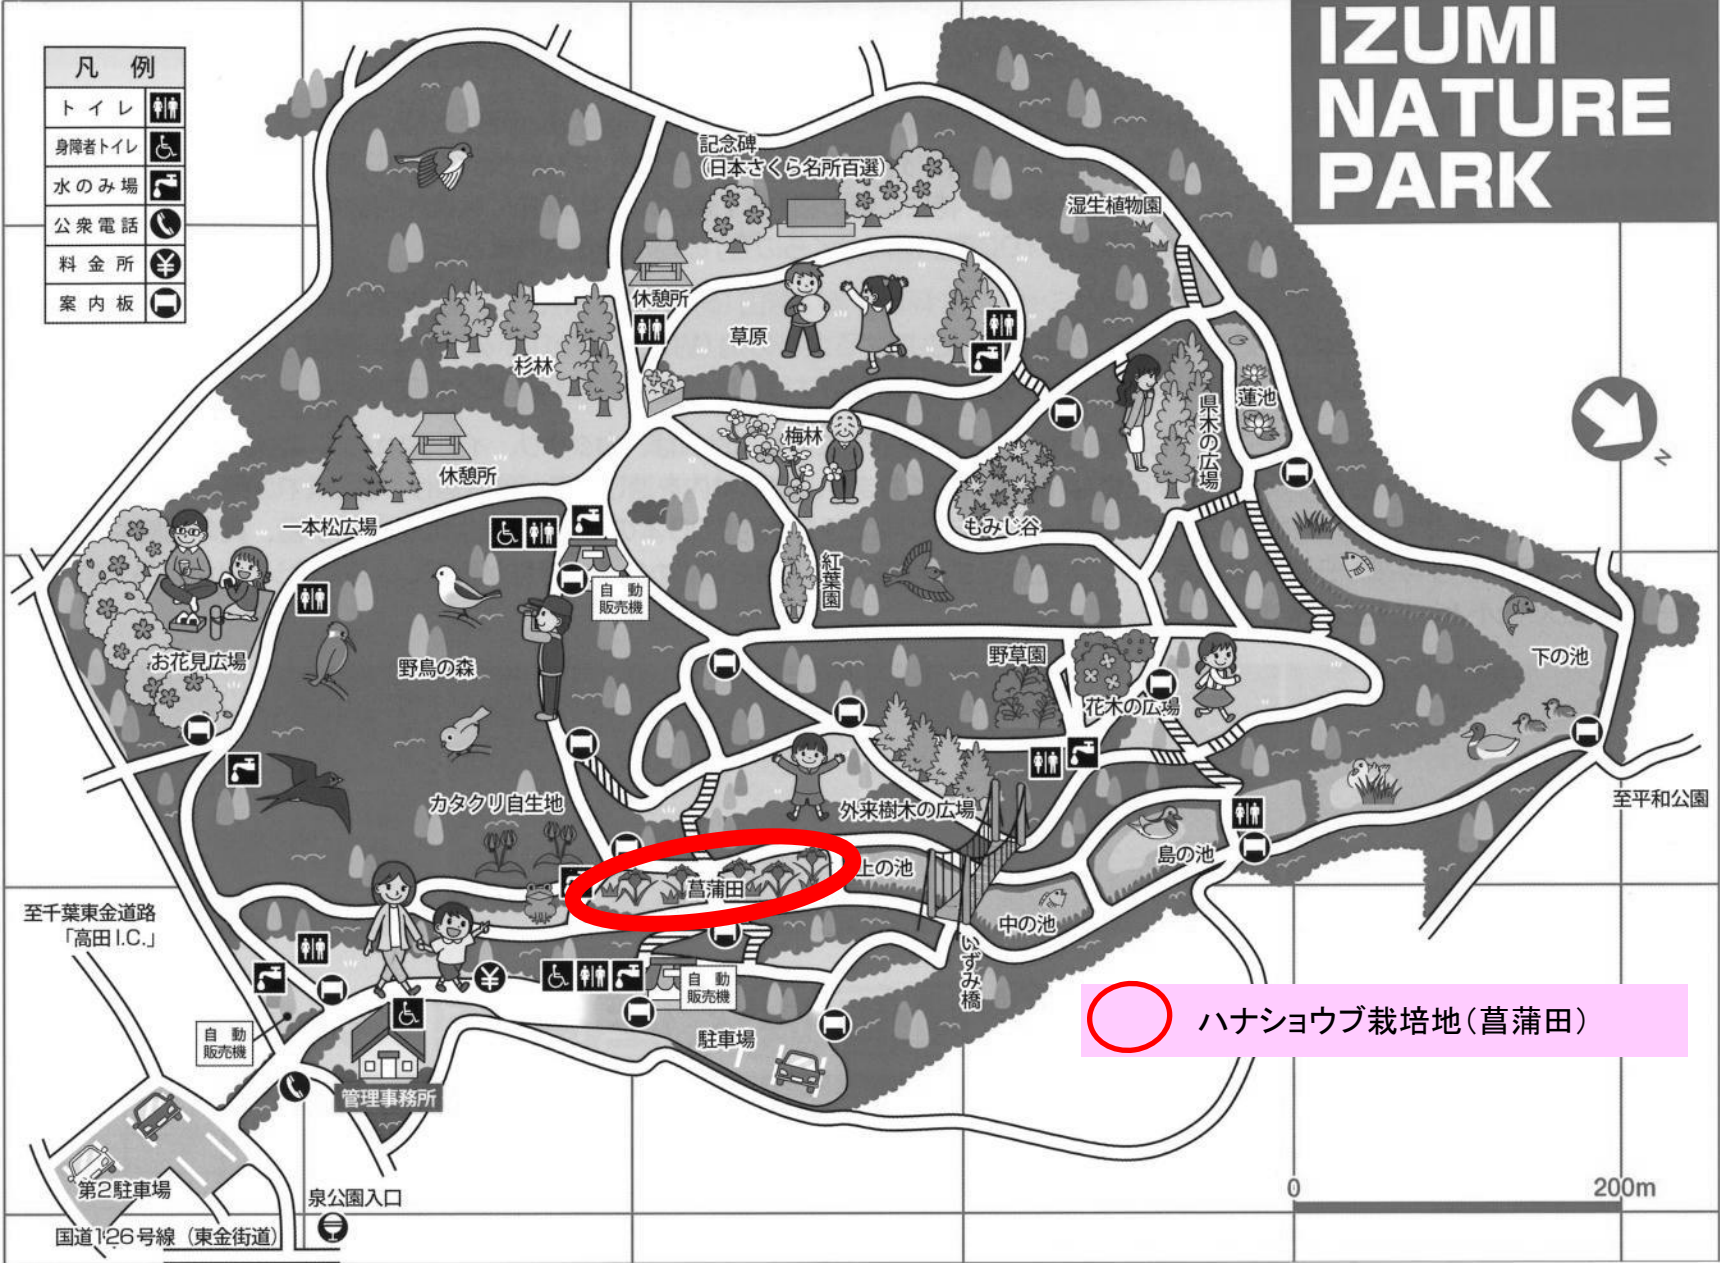 IZUMI
NATURE
PARK
凡 例
トイレ
身障者トイレ
水のみ場
公衆電話
料金所
案内板
記念碑
(日本さくら名所百選)
湿生植物園
休憩所
草原
杉林
休憩所
一本松広場
梅林
もみじ谷
県木の広場
蓮池
紅葉園
自 動
販売機
お花見広場
野鳥の森
野草園
花木の広場
下の池
カタクリ自生地
外来樹木の広場
至平和公園
菖蒲田
上の池
島の池
中の池
いずみ橋
至千葉東金道路
「高田I.C.」
自 動
販売機
自 動
販売機
駐車場
管理事務所
第2駐車場
泉公園入口
国道126号線(東金街道)
ハナショウブ栽培地(菖蒲田)
N
0 200m